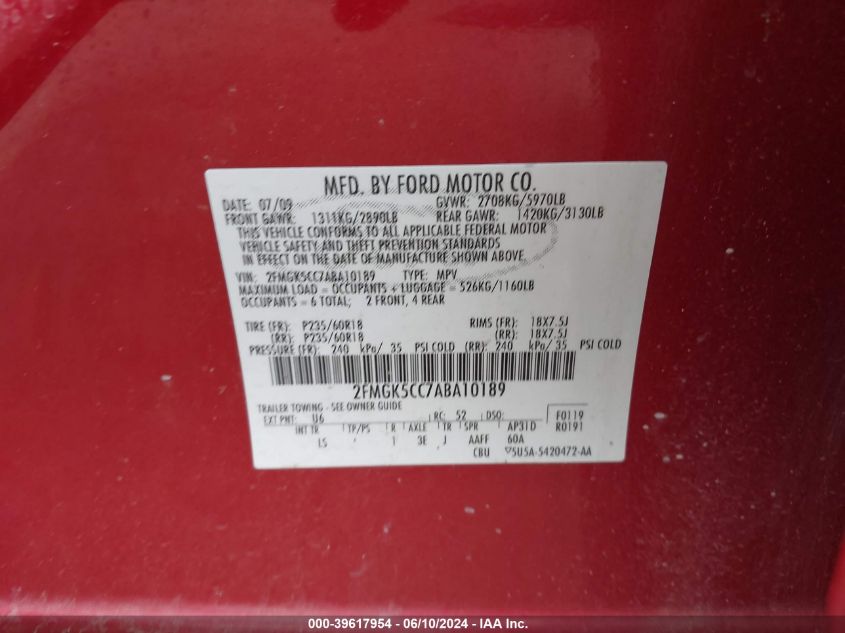 MFD. BY FORD MOTOR CO.
DATE: 07/09 GVWR: 2708KG/5970LB
FRONT GAWR: 1311KG/2890LB REAR GAWR: 1420KG/3130LB
THIS VEHICLE CONFORMS TO ALL APPLICABLE FEDERAL MOTOR
VEHICLE SAFETY AND THEFT PREVENTION STANDARDS
IN EFFECT ON THE DATE OF MANUFACTURE SHOWN ABOVE.
VIN: 2FMGK5CC7ABA10189 TYPE: MPV
MAXIMUM LOAD = OCCUPANTS + LUGGAGE = 526KG/1160LB
OCCUPANTS = 6 TOTAL; 2 FRONT, 4 REAR
TIRE (FR): P235/60R18 RIMS (FR): 18X7.5J
(RR): P235/60R18 (RR): 18X7.5J
PRESSURE (FR): 240 kPa/ 35 PSI COLD (RR): 240 kPa/ 35 PSI COLD
2FMGK5CC7ABA10189
TRAILER TOWING - SEE OWNER GUIDE
EXT PNT: U6 RC: 52 DSO: F0119
INT TR TP/PS R AXLE TR SPR AP31D R0191
LS 1 3E J AAFF 60A
CBU 5U5A-5420472-AA
000-39617954 - 06/10/2024 - IAA Inc.